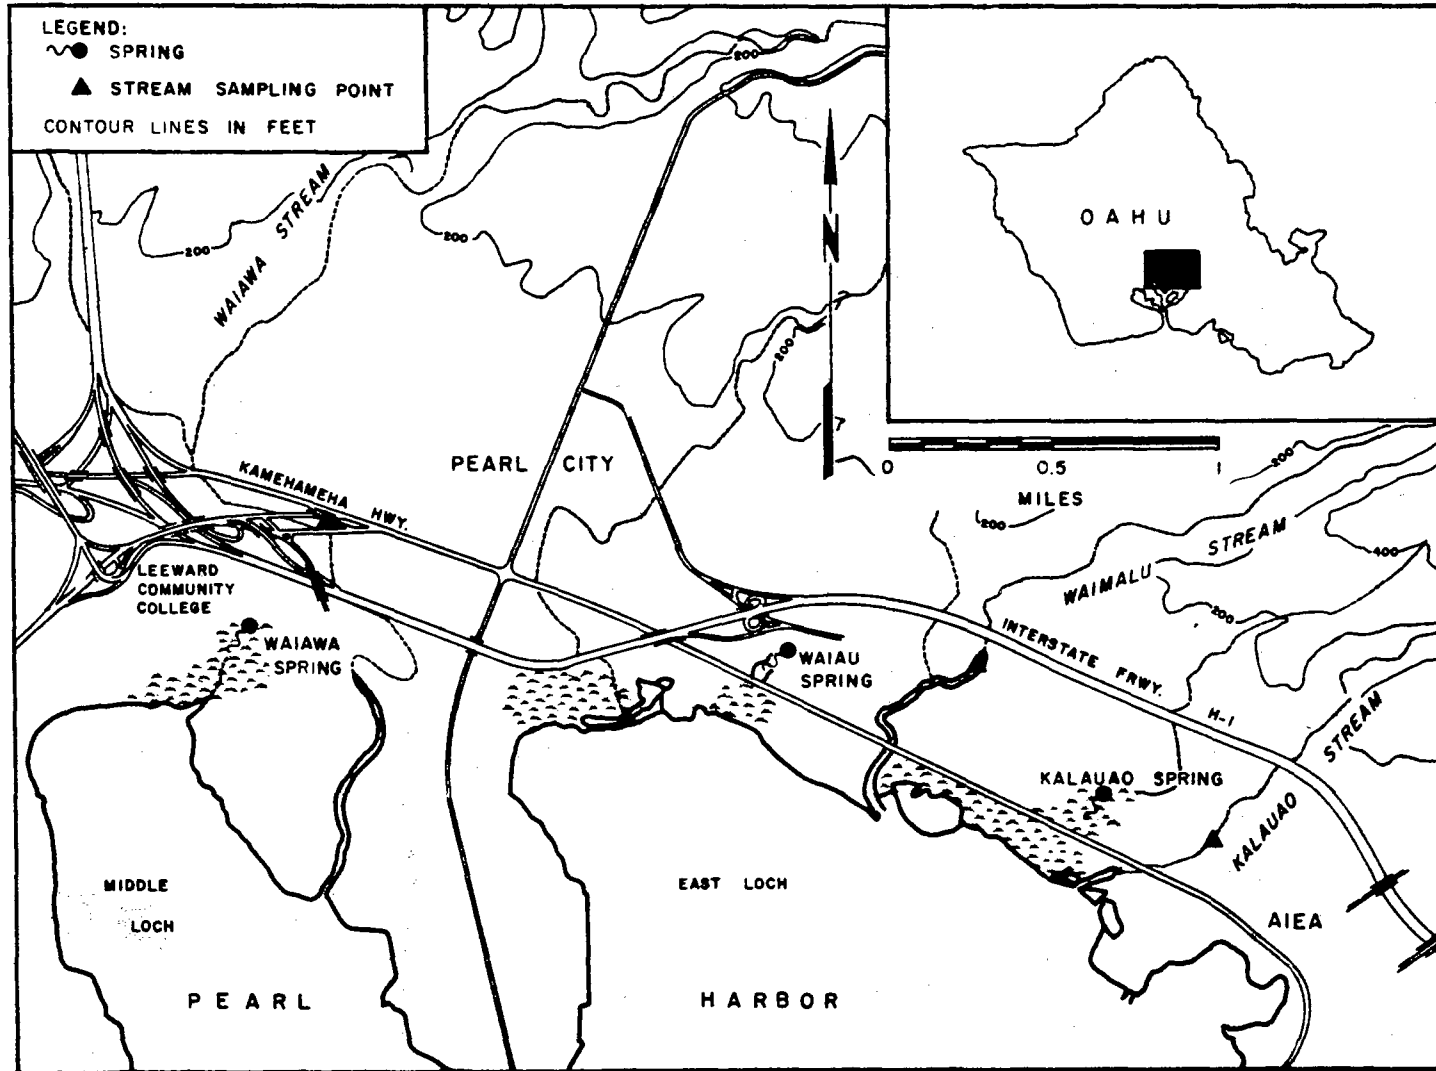 LEGEND:
SPRING
STREAM SAMPLING POINT
CONTOUR LINES IN FEET
200
WAIAWA STREAM
200
200
N
200
OAHU
0 0.5 1
MILES
PEARL CITY
KAMEHAMEHA HWY.
200
200
WAIMALU STREAM
400
200
LEEWARD
COMMUNITY
COLLEGE
WAIAWA
SPRING
WAIAU
SPRING
INTERSTATE FRWY. H-1
KALAUAO STREAM
KALAUAO SPRING
MIDDLE
LOCH
EAST LOCH
AIEA
PEARL HARBOR